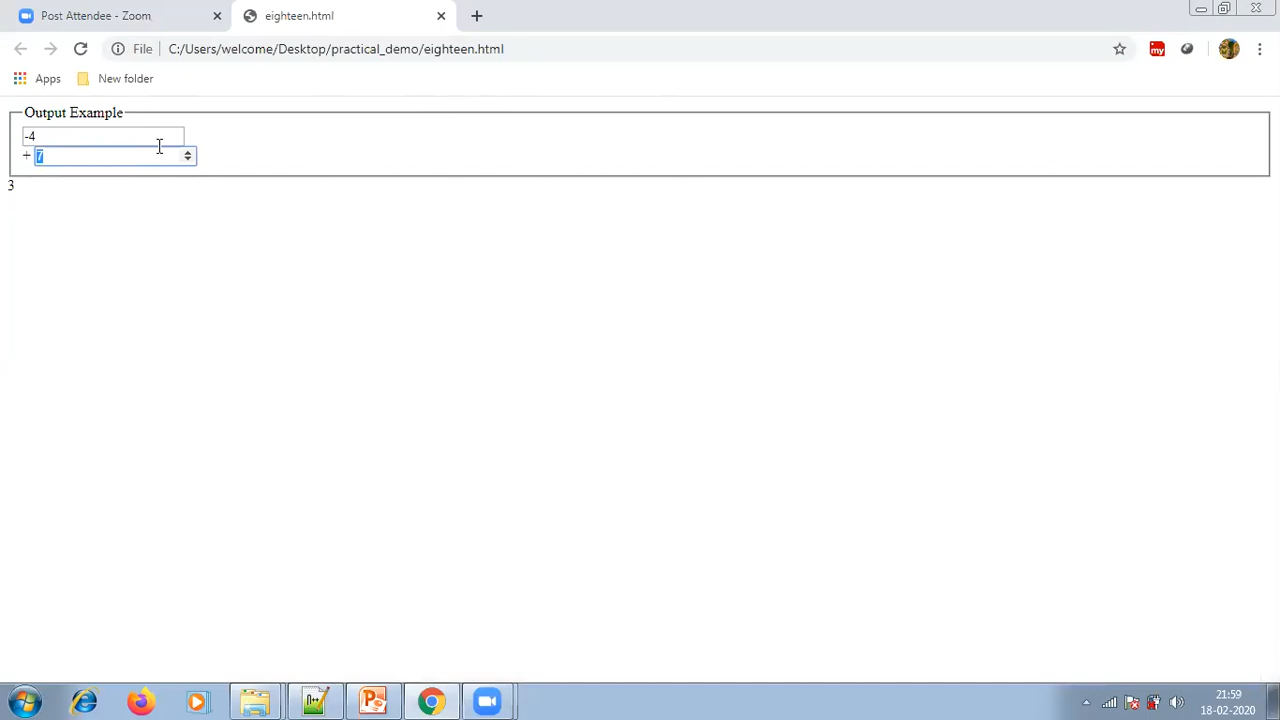 Post Attendee - Zoom
eighteen.html
File
C:/Users/welcome/Desktop/practical_demo/eighteen.html
my
Apps
New folder
Output Example
-4
+ 7
3
21:59
18-02-2020